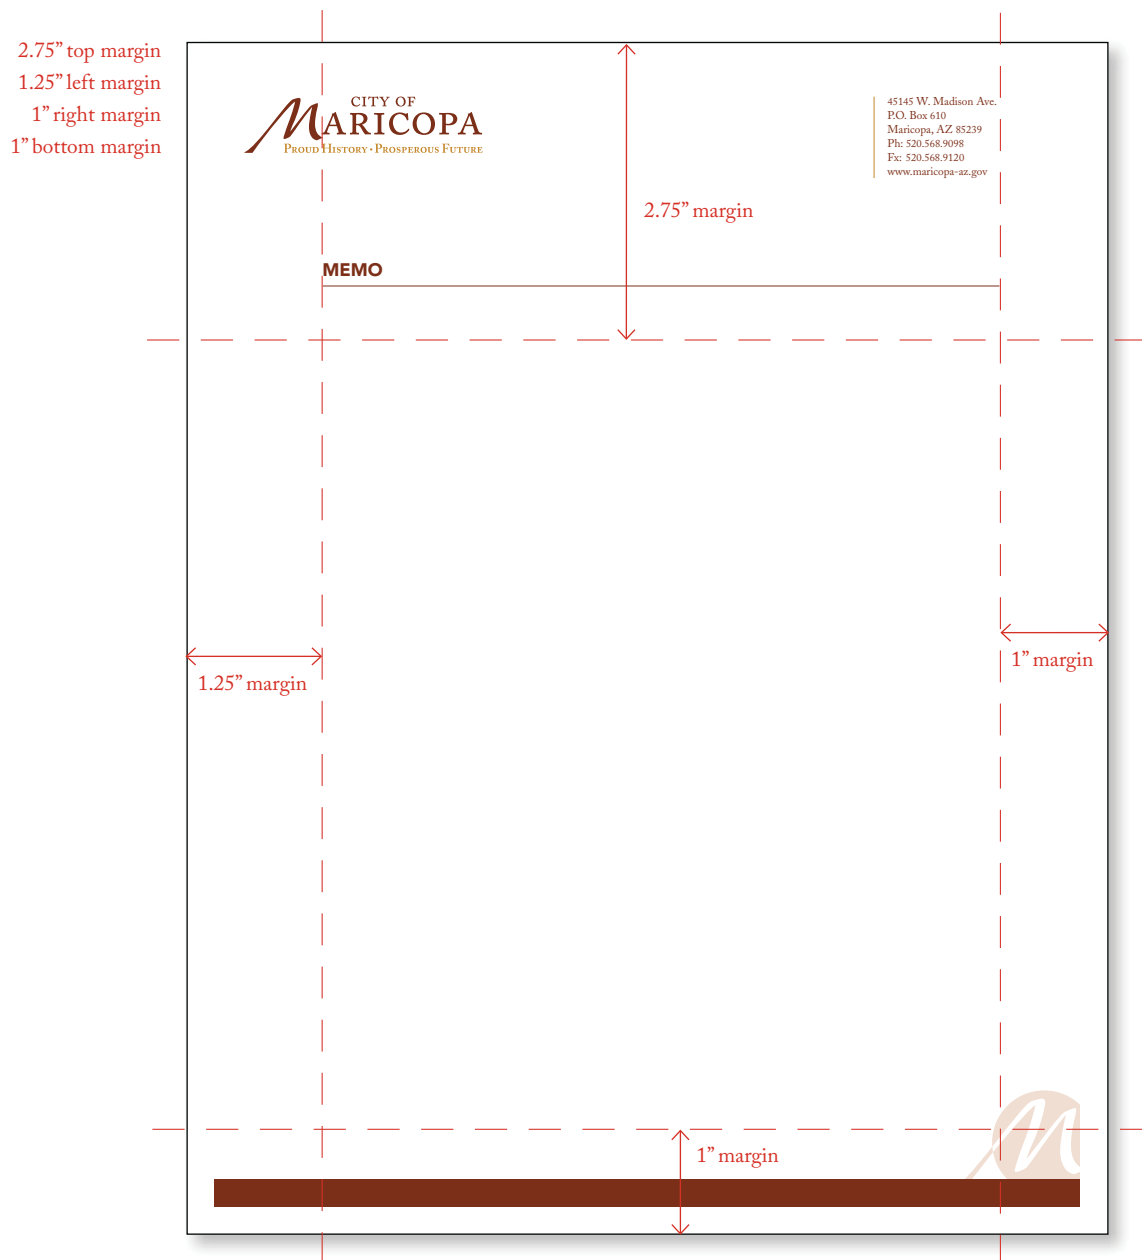 2.75” top margin
1.25” left margin
1” right margin
1” bottom margin
CITY OF
MARICOPA
PROUD HISTORY • PROSPEROUS FUTURE
45145 W. Madison Ave.
P.O. Box 610
Maricopa, AZ 85239
Ph: 520.568.9098
Fx: 520.568.9120
www.maricopa-az.gov
2.75” margin
MEMO
1” margin
1.25” margin
M
1” margin